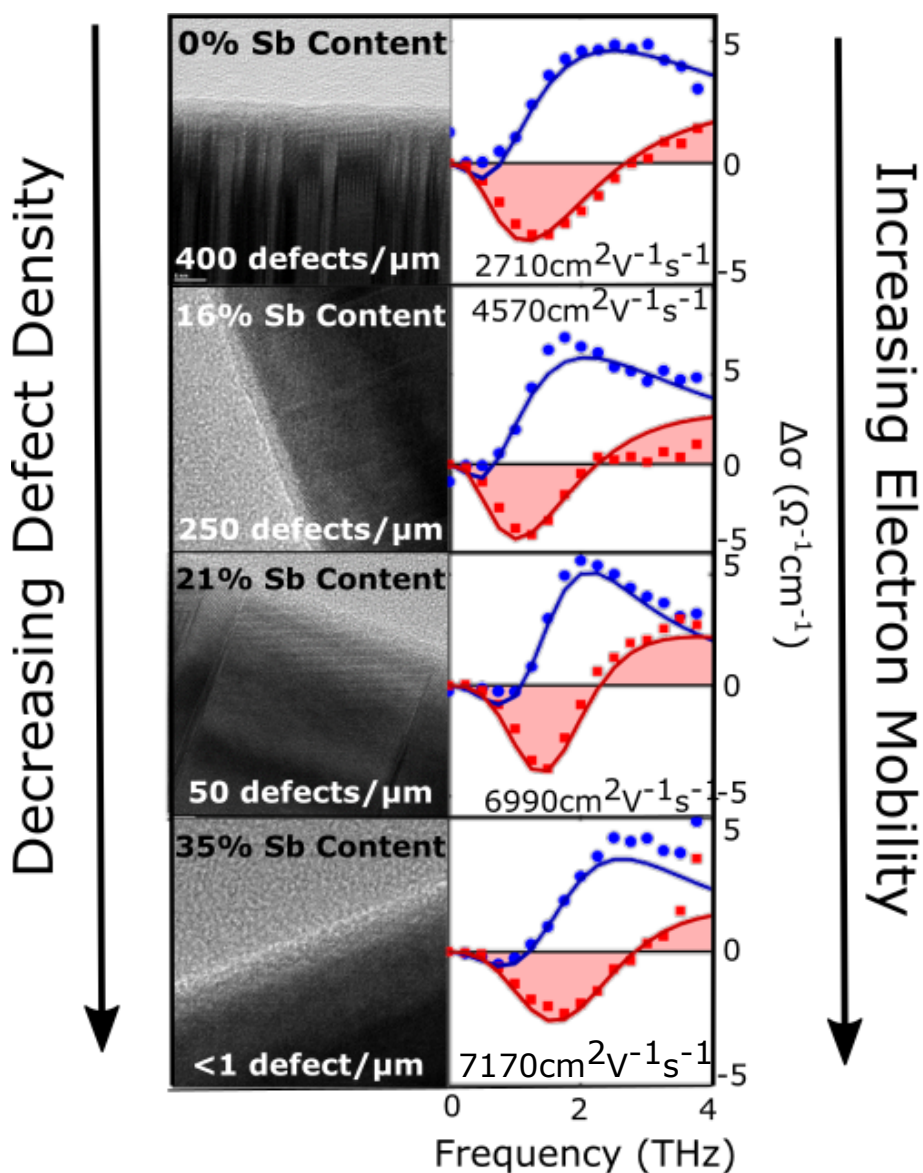 Decreasing Defect Density
0% Sb Content
400 defects/µm
5
0
-5
2710cm²V⁻¹s⁻¹
16% Sb Content
250 defects/µm
4570cm²V⁻¹s⁻¹
5
0
-5
21% Sb Content
50 defects/µm
5
0
-5
6990cm²V⁻¹s⁻¹
35% Sb Content
<1 defect/µm
5
0
-5
7170cm²V⁻¹s⁻¹
0 2 4
Frequency (THz)
Δσ (Ω⁻¹cm⁻¹)
Increasing Electron Mobility